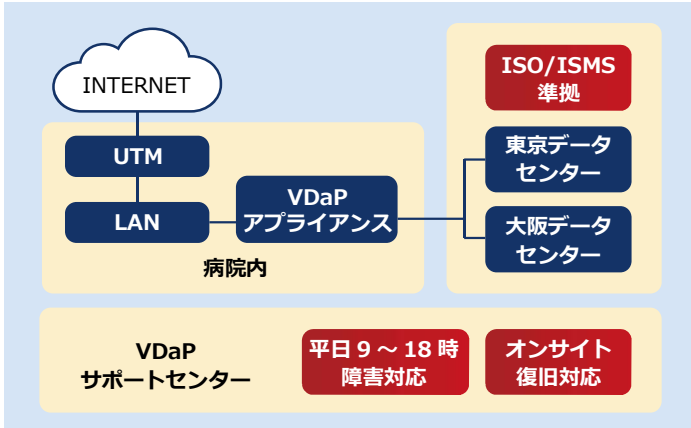 INTERNET
UTM
LAN
VDaP
アプライアンス
病院内
ISO/ISMS
準拠
東京データ
センター
大阪データ
センター
VDaP
サポートセンター
平日 9 ～ 18 時
障害対応
オンサイト
復旧対応